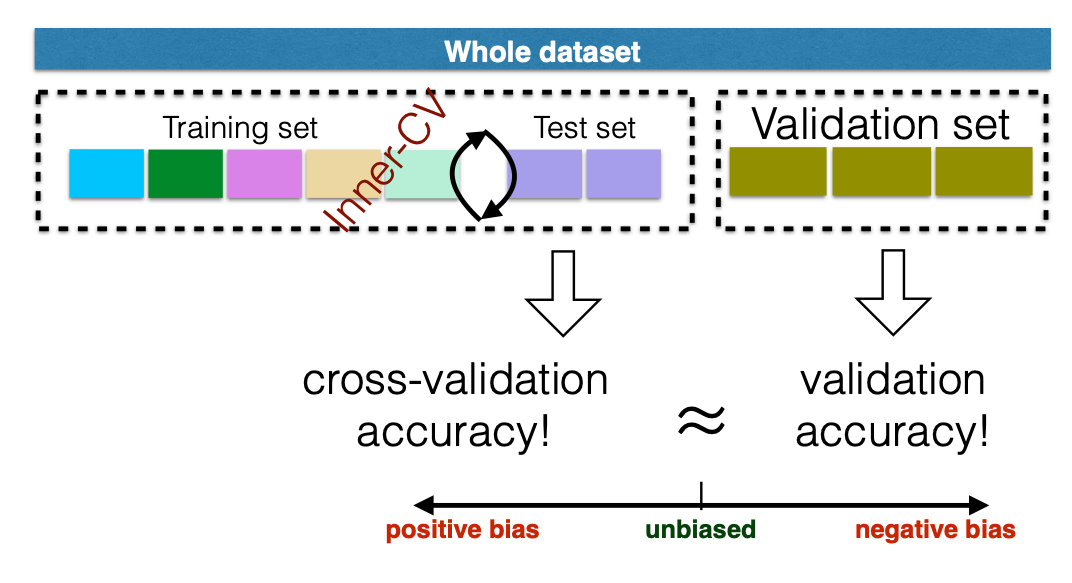 Whole dataset
Training set
Inner-CV
Test set
Validation set
cross-validation
accuracy!
≈
validation
accuracy!
positive bias
unbiased
negative bias